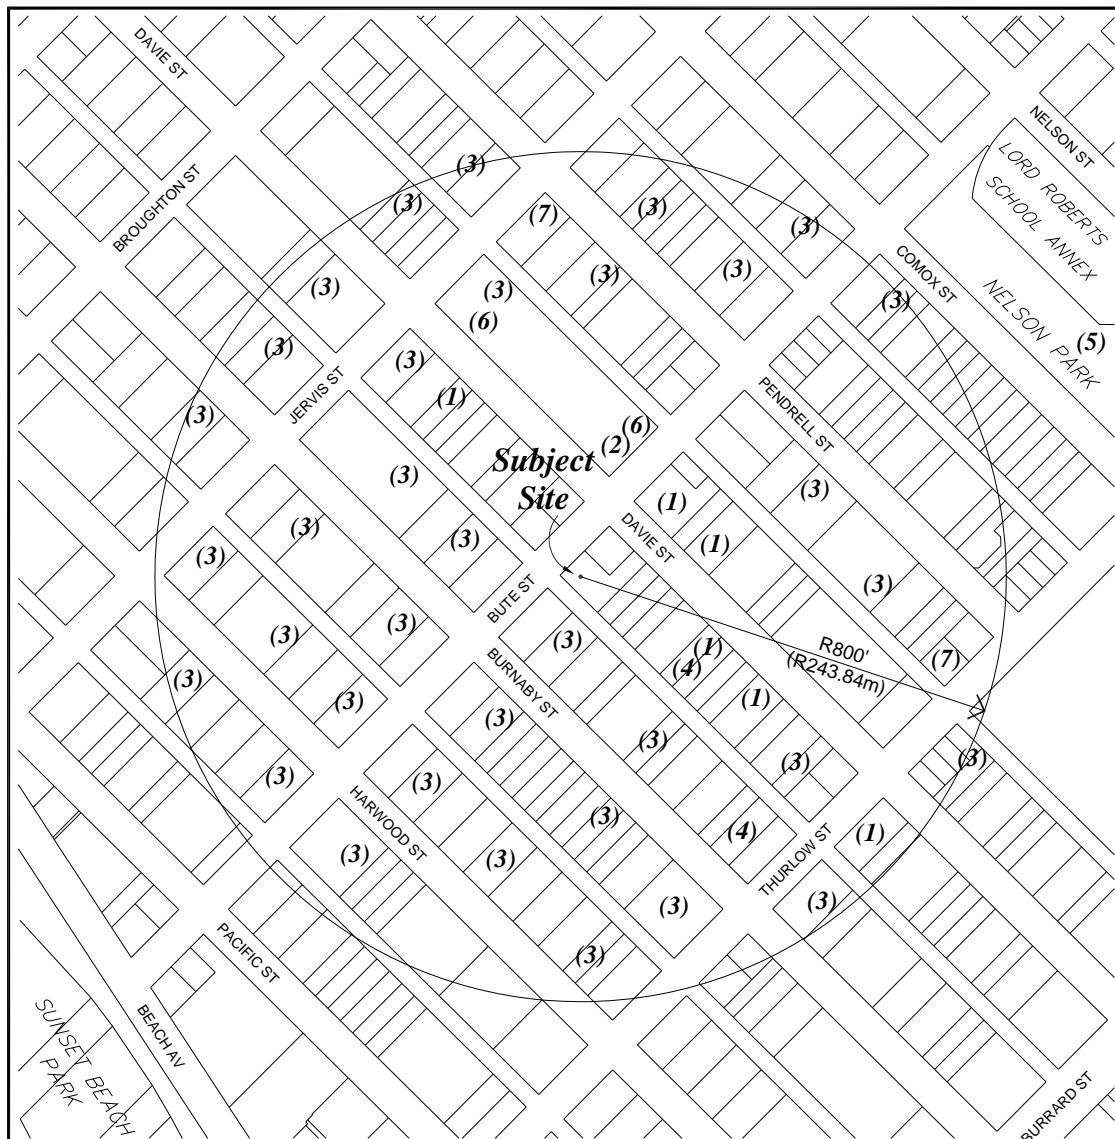 DAVIE ST
NELSON ST
LORD ROBERTS
SCHOOL ANNEX
(3)
BROUGHTON ST
(3)
(7)
(3)
(3)
COMOX ST
(3)
(3)
(3)
(3)
(3)
NELSON PARK
(6)
(5)
(3)
(3)
JERVIS ST
(1)
PENDRELL ST
(3)
(6)
(2)
Subject
Site
(3)
(3)
(1)
DAVIE ST
(1)
(3)
(3)
(3)
BUTE ST
(3)
(3)
(3)
(3)
(1)
(4)
R800'
(R243.84m)
(7)
(3)
BURNABY ST
(3)
(3)
(1)
(3)
(3)
(3)
(3)
(3)
HARWOOD ST
(3)
(3)
(4)
THURLOW ST
(1)
(3)
(3)
(3)
(3)
PACIFIC ST
(3)
SUNSET BEACH
PARK
BEACH AV
BURRARD ST